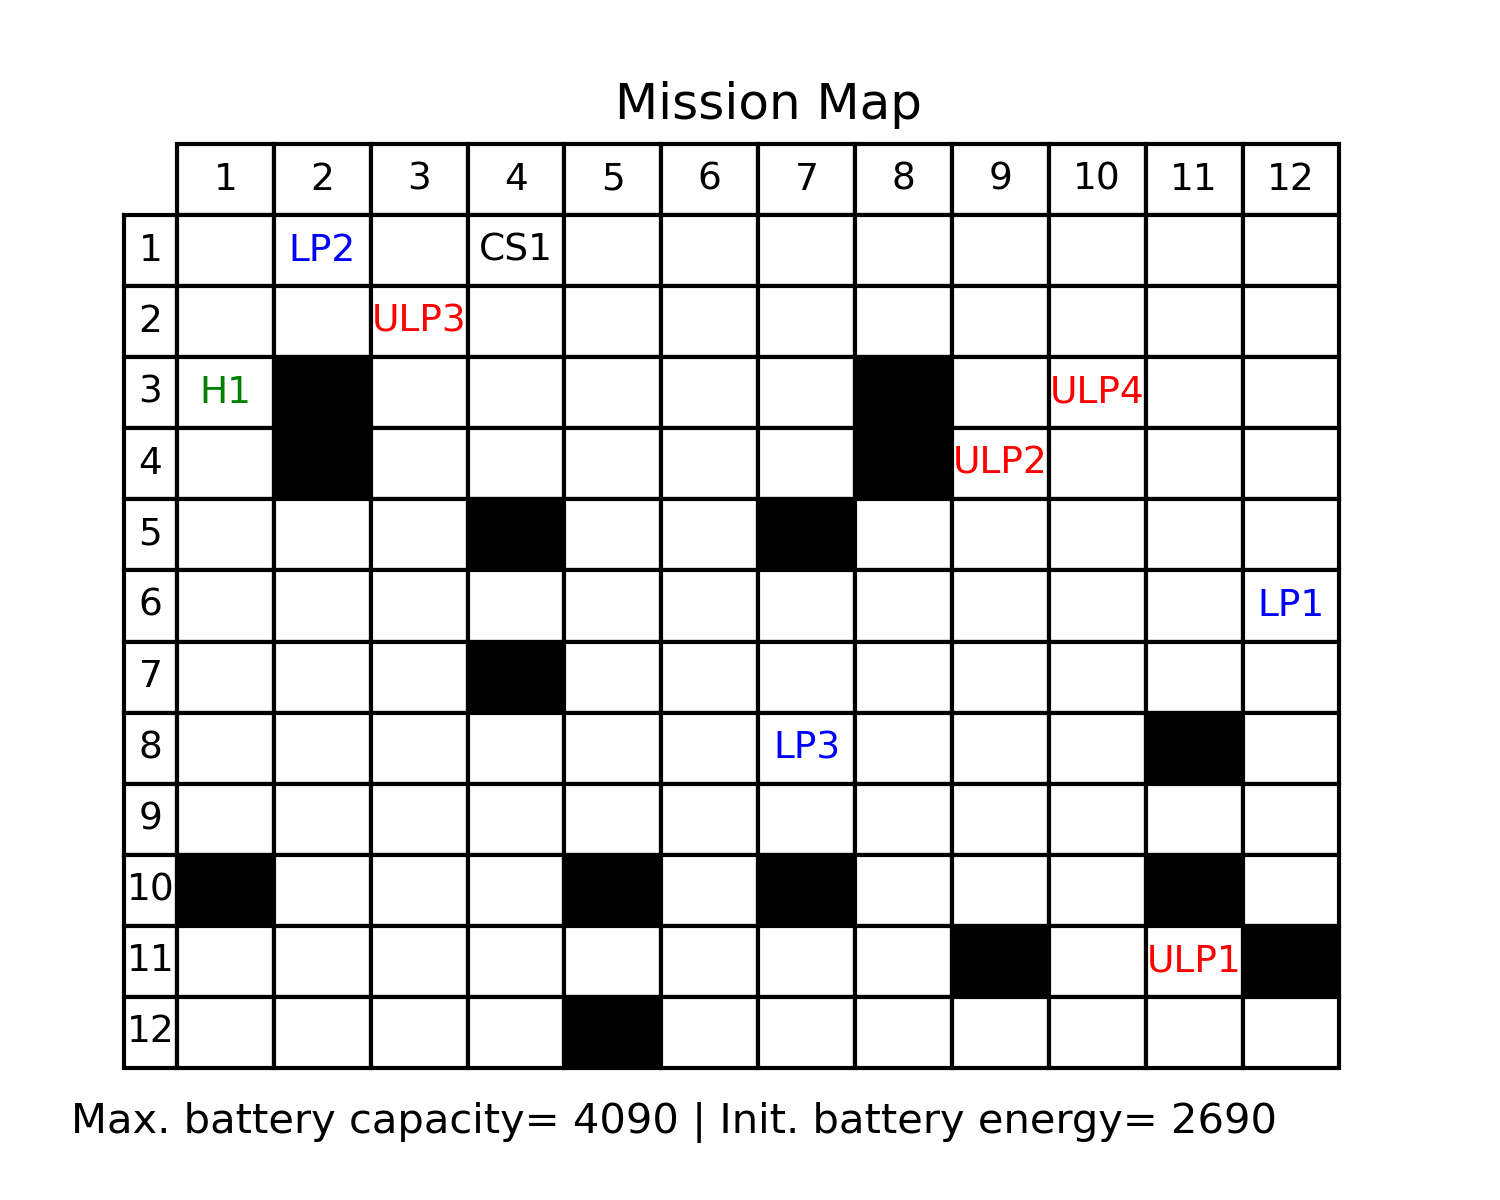 Mission Map
1 2 3 4 5 6 7 8 9 10 11 12
1 LP2 CS1
2 ULP3
3 H1 ULP4
4 ULP2
5
6 LP1
7
8 LP3
9
10
11 ULP1
12
Max. battery capacity= 4090 | Init. battery energy= 2690